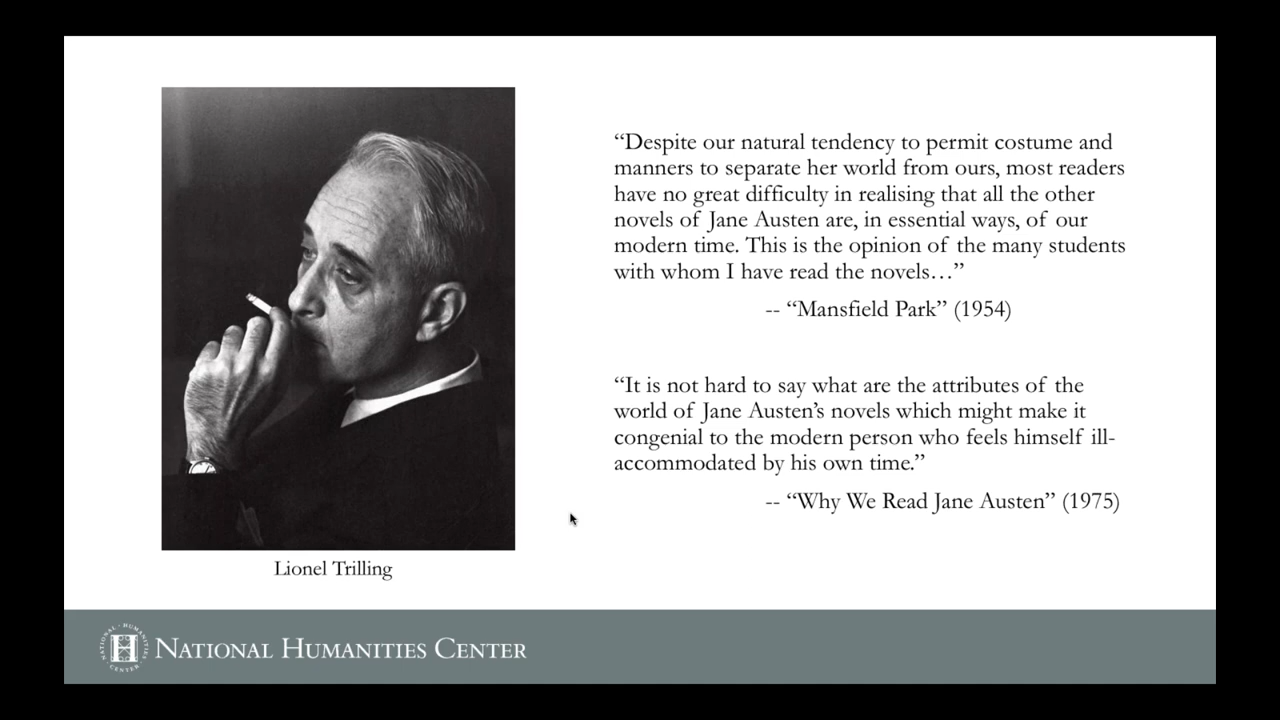 “Despite our natural tendency to permit costume and
manners to separate her world from ours, most readers
have no great difficulty in realising that all the other
novels of Jane Austen are, in essential ways, of our
modern time. This is the opinion of the many students
with whom I have read the novels…”
-- “Mansfield Park” (1954)
“It is not hard to say what are the attributes of the
world of Jane Austen’s novels which might make it
congenial to the modern person who feels himself ill-
accommodated by his own time.”
-- “Why We Read Jane Austen” (1975)
Lionel Trilling
NATIONAL HUMANITIES CENTER
NATIONAL HUMANITIES CENTER